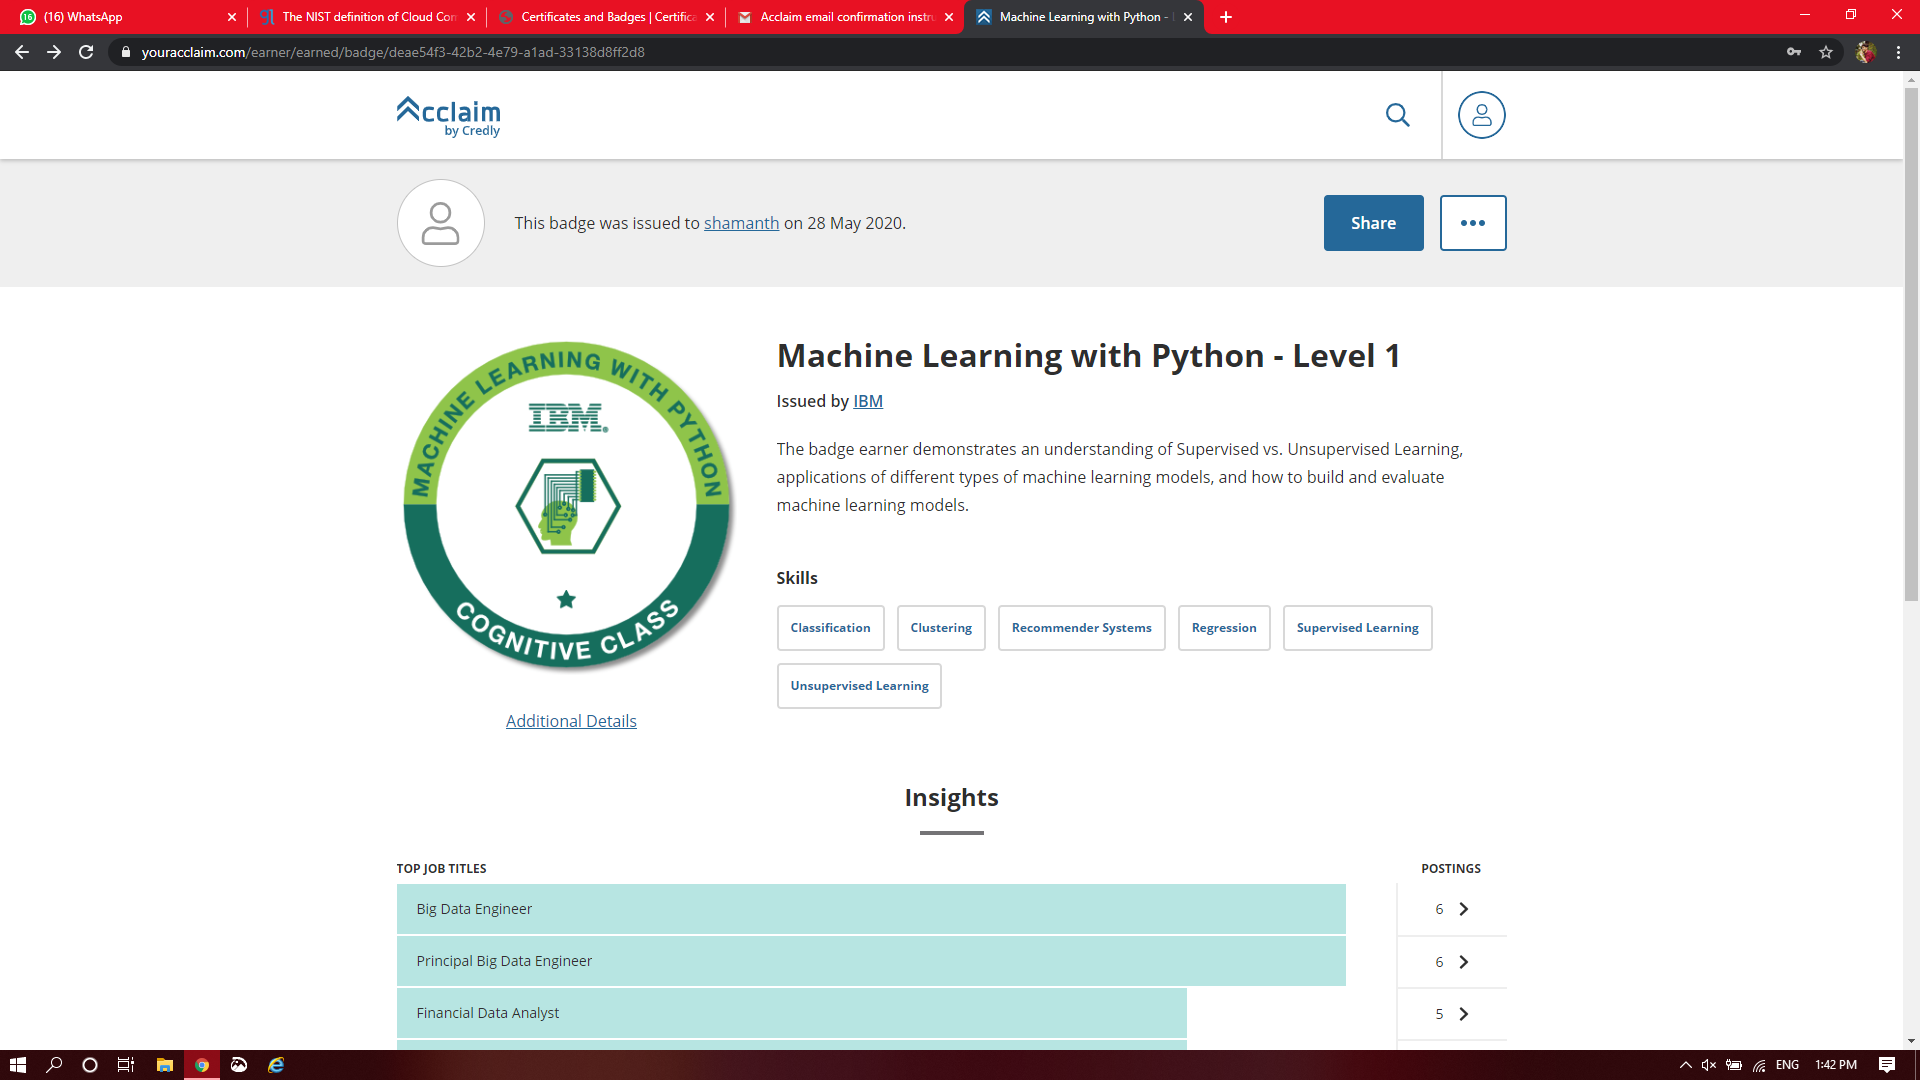 (16) WhatsApp
The NIST definition of Cloud Com
Certificates and Badges | Certifica
Acclaim email confirmation instru
Machine Learning with Python -
youracclaim.com/earner/earned/badge/deae54f3-42b2-4e79-a1ad-33138d8ff2d8
Acclaim
by Credly
This badge was issued to shamanth on 28 May 2020.
Share
MACHINE LEARNING WITH PYTHON
IBM®
COGNITIVE CLASS
Additional Details
Machine Learning with Python - Level 1
Issued by IBM
The badge earner demonstrates an understanding of Supervised vs. Unsupervised Learning,
applications of different types of machine learning models, and how to build and evaluate
machine learning models.
Skills
Classification Clustering Recommender Systems Regression Supervised Learning
Unsupervised Learning
Insights
TOP JOB TITLES POSTINGS
Big Data Engineer 6
Principal Big Data Engineer 6
Financial Data Analyst 5
ENG 1:42 PM